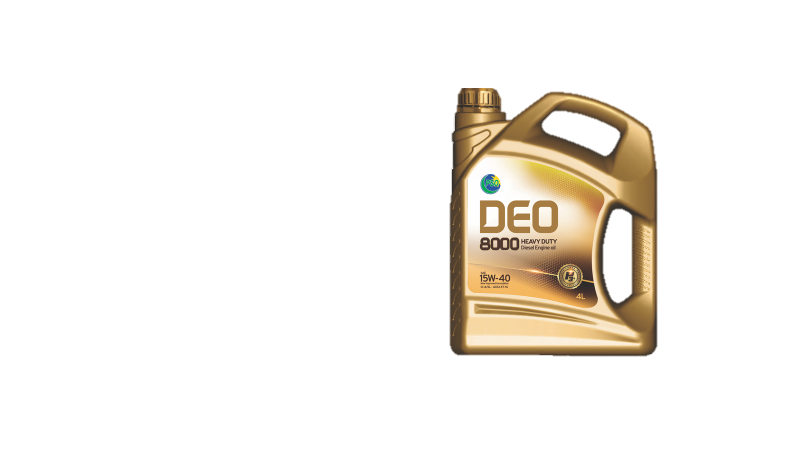 DEO
8000 HEAVY DUTY
Diesel Engine oil
15W-40
4L